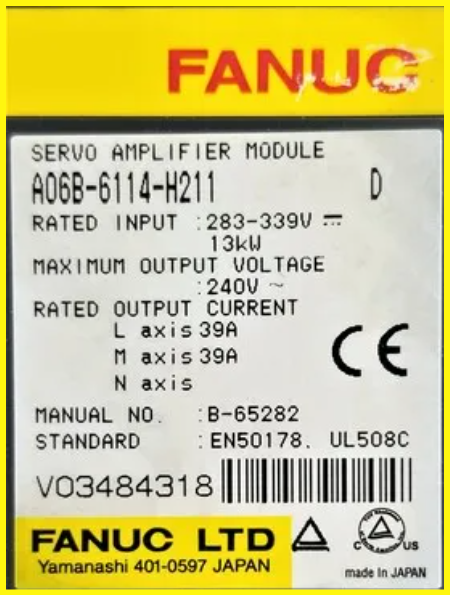 FANUC
SERVO AMPLIFIER MODULE
A06B-6114-H211 D
RATED INPUT :283-339V ⎓
13kW
MAXIMUM OUTPUT VOLTAGE
:240V ~
RATED OUTPUT CURRENT
L axis 39A
M axis 39A
N axis
CE
MANUAL NO. :B-65282
STANDARD :EN50178, UL508C
V03484318
FANUC LTD
Yamanashi 401-0597 JAPAN
C US
made In JAPAN